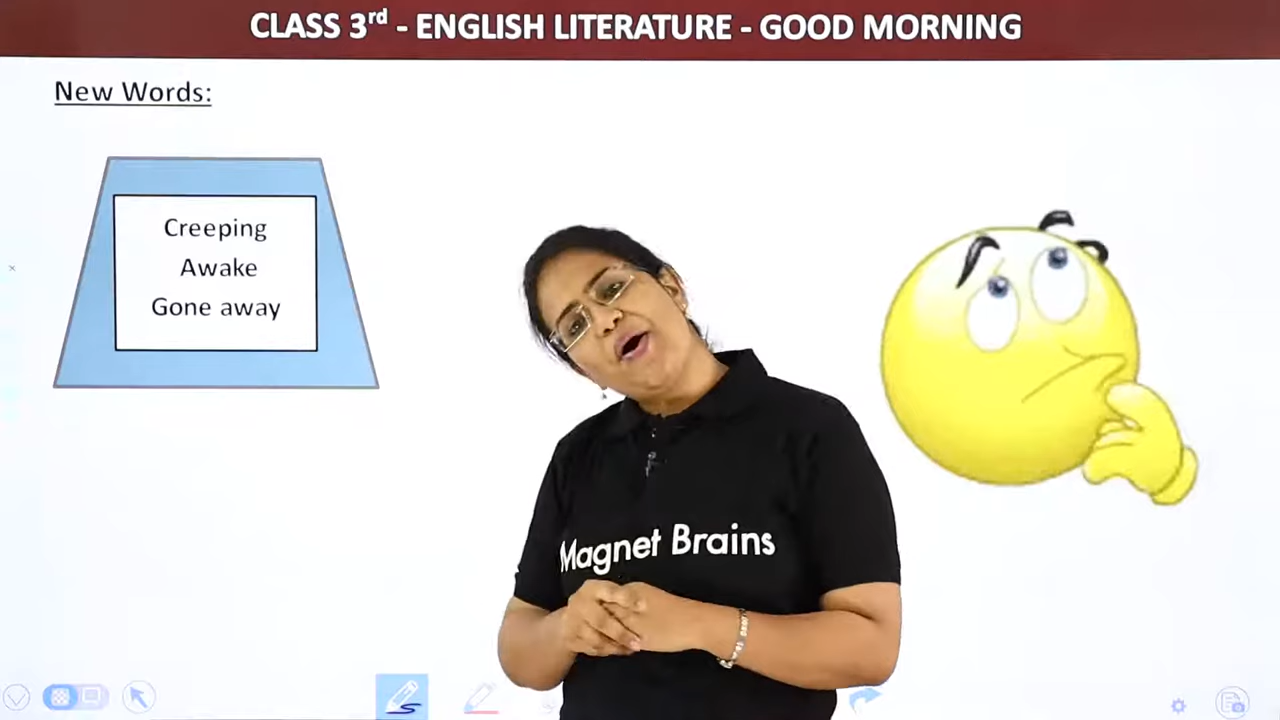 CLASS 3rd - ENGLISH LITERATURE - GOOD MORNING
New Words:
Creeping
Awake
Gone away
Magnet Brains